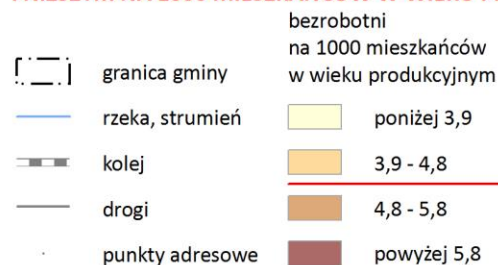 bezrobotni
na 1000 mieszkańców
w wieku produkcyjnym
granica gminy
rzeka, strumień
kolej
drogi
punkty adresowe
poniżej 3,9
3,9 - 4,8
4,8 - 5,8
powyżej 5,8